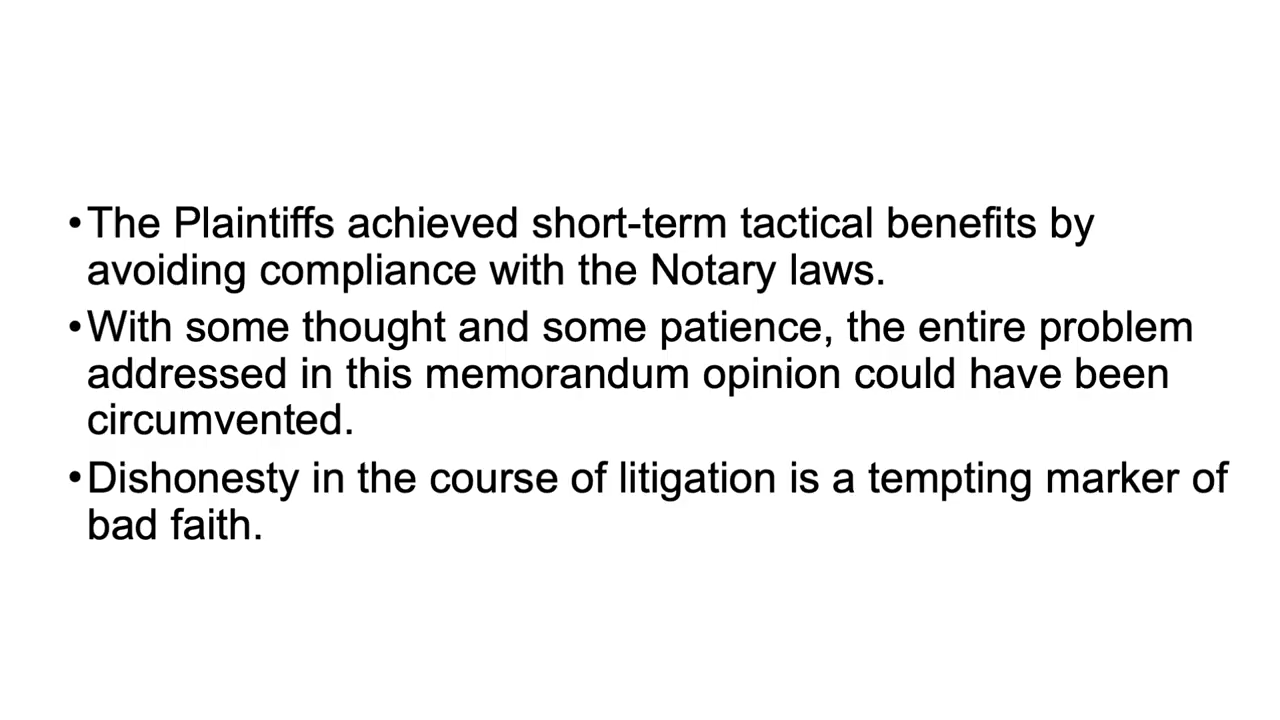 •The Plaintiffs achieved short-term tactical benefits by
avoiding compliance with the Notary laws.
•With some thought and some patience, the entire problem
addressed in this memorandum opinion could have been
circumvented.
•Dishonesty in the course of litigation is a tempting marker of
bad faith.